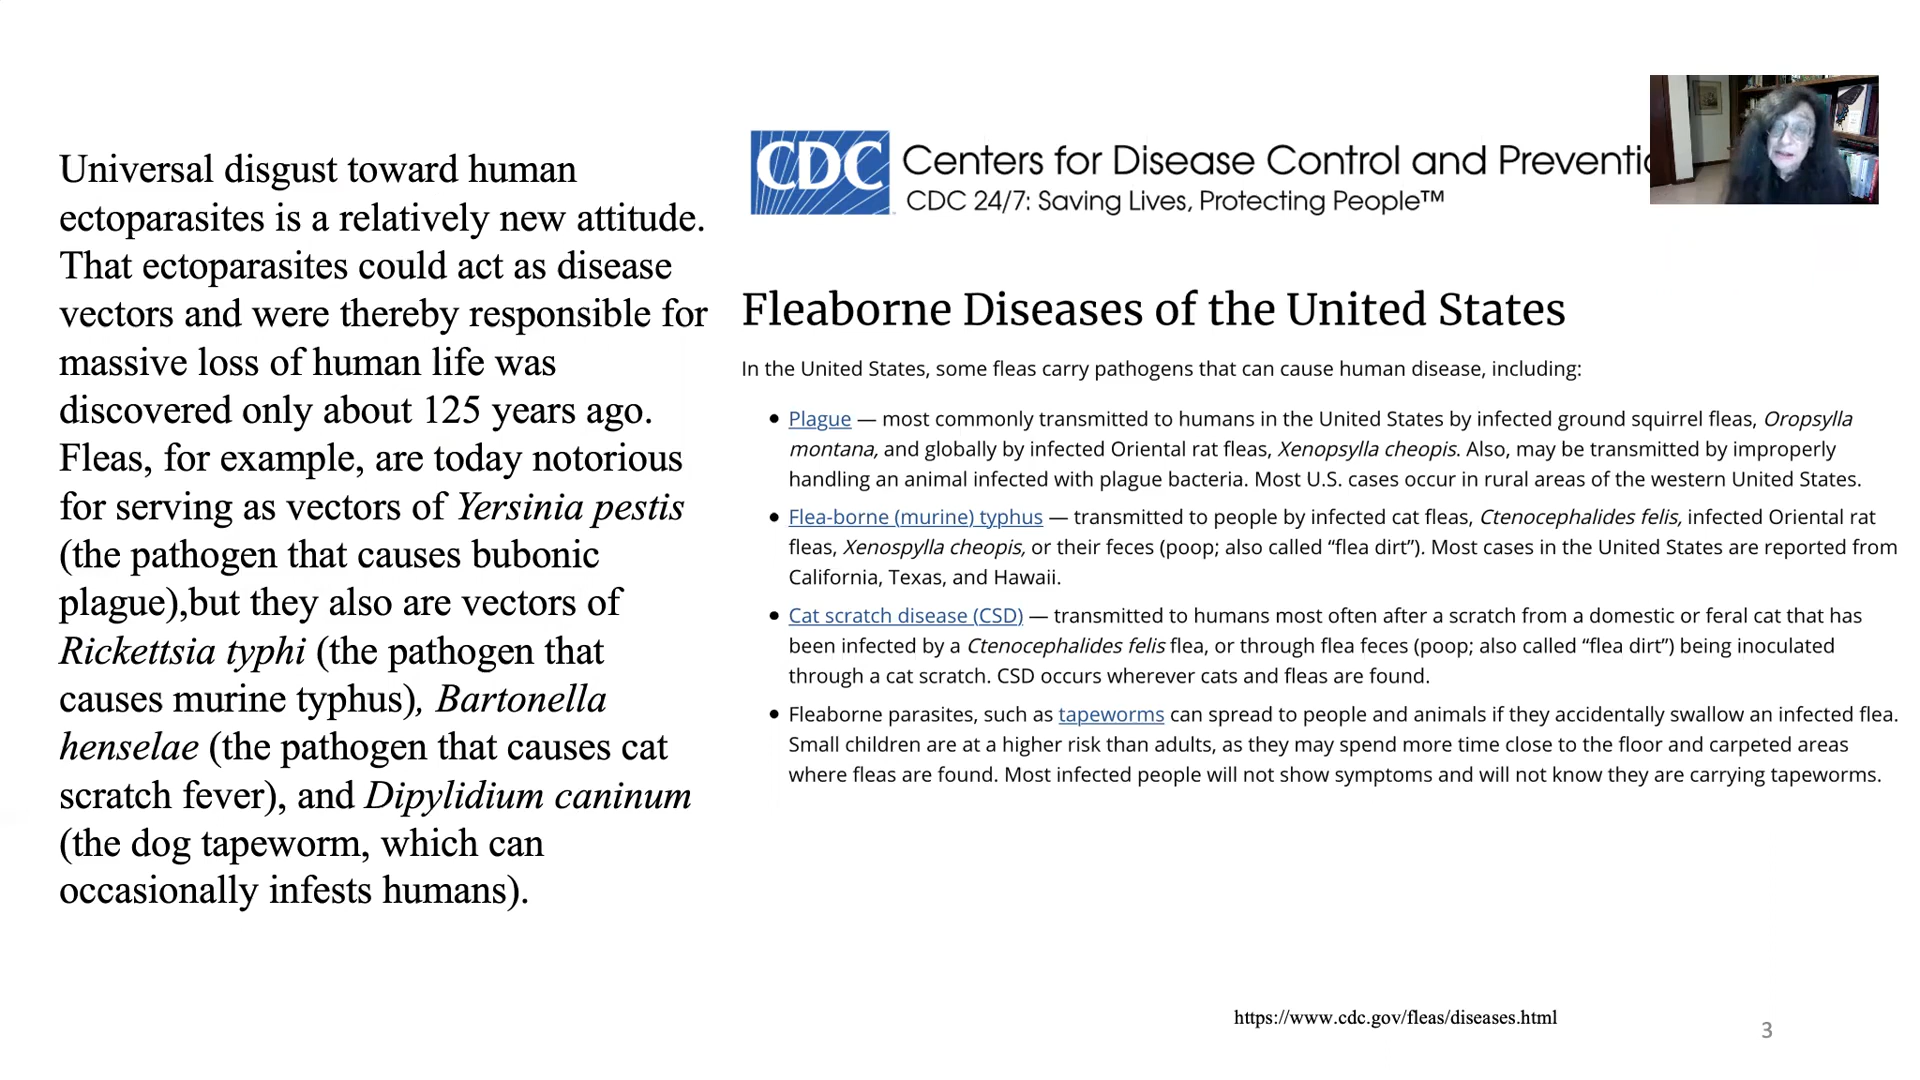 Universal disgust toward human
ectoparasites is a relatively new attitude.
That ectoparasites could act as disease
vectors and were thereby responsible for
massive loss of human life was
discovered only about 125 years ago.
Fleas, for example, are today notorious
for serving as vectors of Yersinia pestis
(the pathogen that causes bubonic
plague),but they also are vectors of
Rickettsia typhi (the pathogen that
causes murine typhus), Bartonella
henselae (the pathogen that causes cat
scratch fever), and Dipylidium caninum
(the dog tapeworm, which can
occasionally infests humans).
CDC
Centers for Disease Control and Preventi
CDC 24/7: Saving Lives, Protecting People™
Fleaborne Diseases of the United States
In the United States, some fleas carry pathogens that can cause human disease, including:
• Plague — most commonly transmitted to humans in the United States by infected ground squirrel fleas, Oropsylla
montana, and globally by infected Oriental rat fleas, Xenopsylla cheopis. Also, may be transmitted by improperly
handling an animal infected with plague bacteria. Most U.S. cases occur in rural areas of the western United States.
• Flea-borne (murine) typhus — transmitted to people by infected cat fleas, Ctenocephalides felis, infected Oriental rat
fleas, Xenospylla cheopis, or their feces (poop; also called “flea dirt”). Most cases in the United States are reported from
California, Texas, and Hawaii.
• Cat scratch disease (CSD) — transmitted to humans most often after a scratch from a domestic or feral cat that has
been infected by a Ctenocephalides felis flea, or through flea feces (poop; also called “flea dirt”) being inoculated
through a cat scratch. CSD occurs wherever cats and fleas are found.
• Fleaborne parasites, such as tapeworms can spread to people and animals if they accidentally swallow an infected flea.
Small children are at a higher risk than adults, as they may spend more time close to the floor and carpeted areas
where fleas are found. Most infected people will not show symptoms and will not know they are carrying tapeworms.
https://www.cdc.gov/fleas/diseases.html
3